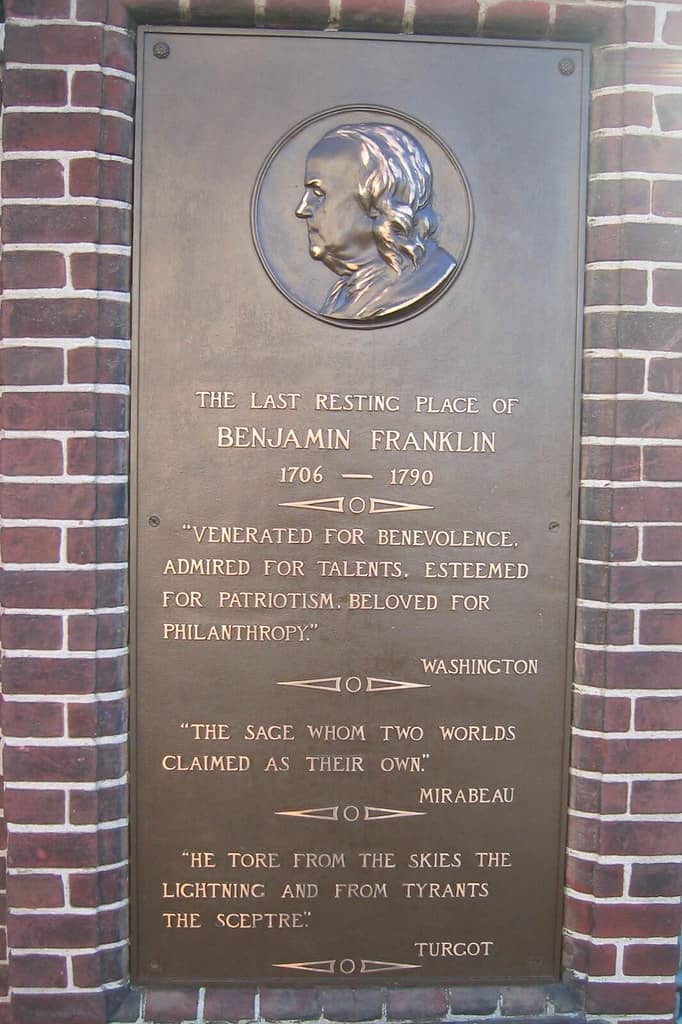 THE LAST RESTING PLACE OF
BENJAMIN FRANKLIN
1706 — 1790
"VENERATED FOR BENEVOLENCE.
ADMIRED FOR TALENTS. ESTEEMED
FOR PATRIOTISM. BELOVED FOR
PHILANTHROPY."
WASHINGTON
"THE SAGE WHOM TWO WORLDS
CLAIMED AS THEIR OWN."
MIRABEAU
"HE TORE FROM THE SKIES THE
LIGHTNING AND FROM TYRANTS
THE SCEPTRE."
TURGOT